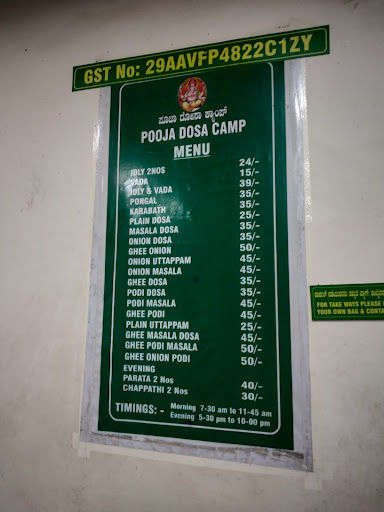 GST No: 29AAVFP4822C1ZY
ಪೂಜಾ ದೋಸಾ ಕ್ಯಾಂಪ್
POOJA DOSA CAMP
MENU
IDLY 2NOS 24/-
VADA 15/-
IDLY & VADA 39/-
PONGAL 35/-
KARABATH 35/-
PLAIN DOSA 25/-
MASALA DOSA 35/-
ONION DOSA 35/-
GHEE ONION 50/-
ONION UTTAPPAM 45/-
ONION MASALA 45/-
GHEE DOSA 35/-
PODI DOSA 35/-
PODI MASALA 45/-
GHEE PODI 45/-
PLAIN UTTAPPAM 25/-
GHEE MASALA DOSA 45/-
GHEE PODI MASALA 50/-
GHEE ONION PODI 50/-
EVENING
PARATA 2 Nos 40/-
CHAPPATHI 2 Nos 30/-
TIMINGS: - Morning 7-30 am to 11-45 am
Evening 5-30 pm to 10-00 pm
FOR TAKE WAYS PLEASE
YOUR OWN BAG & CONTA